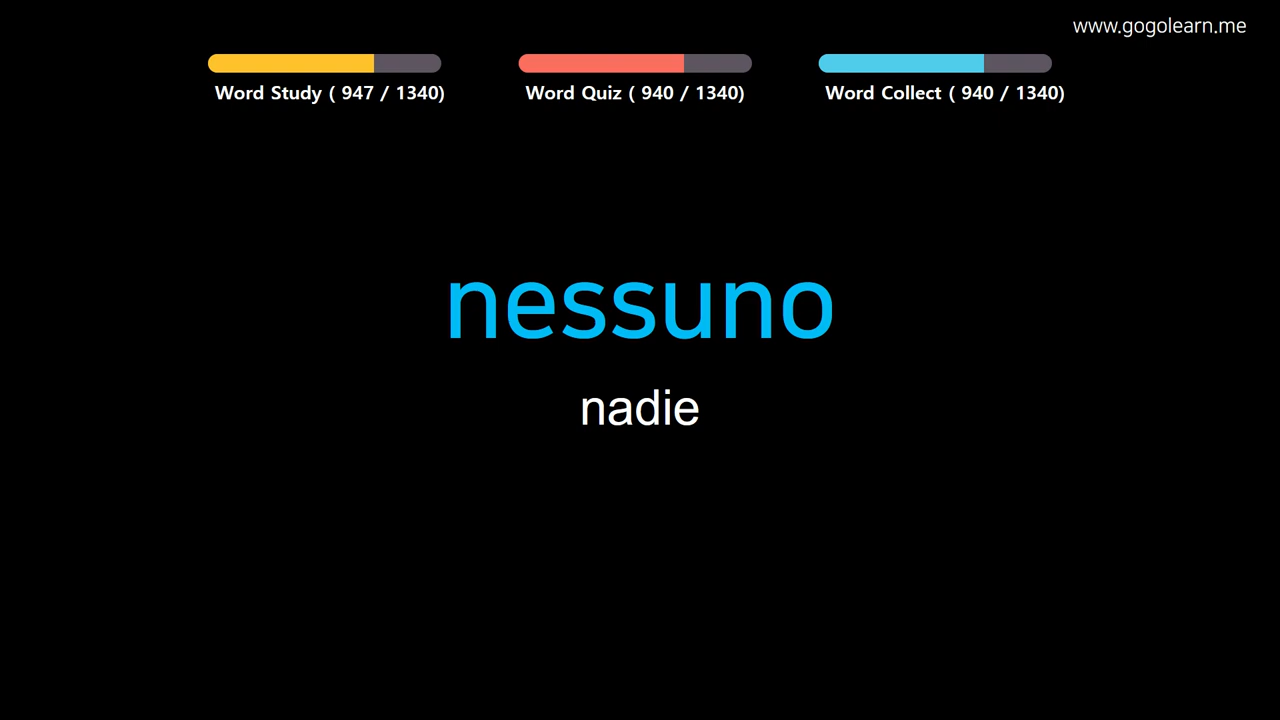 www.gogolearn.me
Word Study ( 947 / 1340)
Word Quiz ( 940 / 1340)
Word Collect ( 940 / 1340)
nessuno
nadie